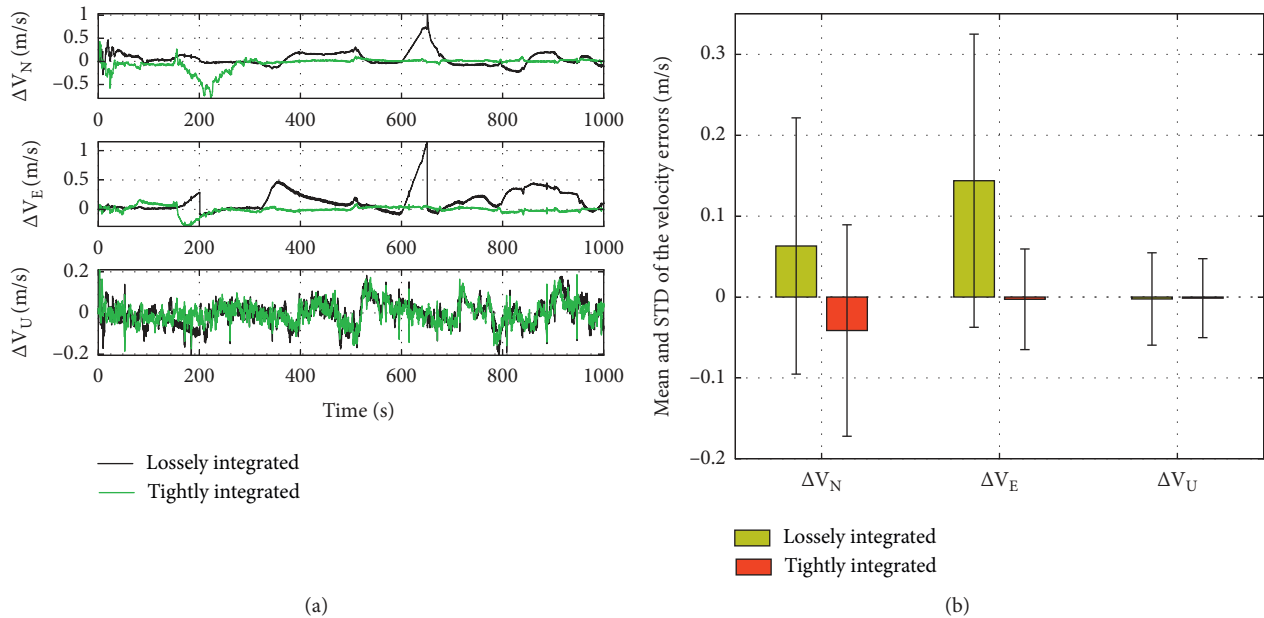 ΔV_N (m/s)
1
0.5
0
−0.5
0 200 400 600 800 1000
ΔV_E (m/s)
1
0.5
0
0 200 400 600 800 1000
ΔV_U (m/s)
0.2
0
−0.2
0 200 400 600 800 1000
Time (s)
Lossely integrated
Tightly integrated
(a)
Mean and STD of the velocity errors (m/s)
0.3
0.2
0.1
0
−0.1
−0.2
ΔV_N ΔV_E ΔV_U
Lossely integrated
Tightly integrated
(b)